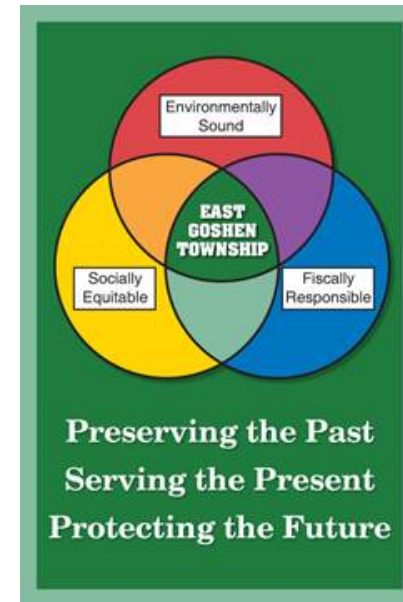 Environmentally
Sound
EAST
GOSHEN
TOWNSHIP
Socially
Equitable
Fiscally
Responsible
Preserving the Past
Serving the Present
Protecting the Future